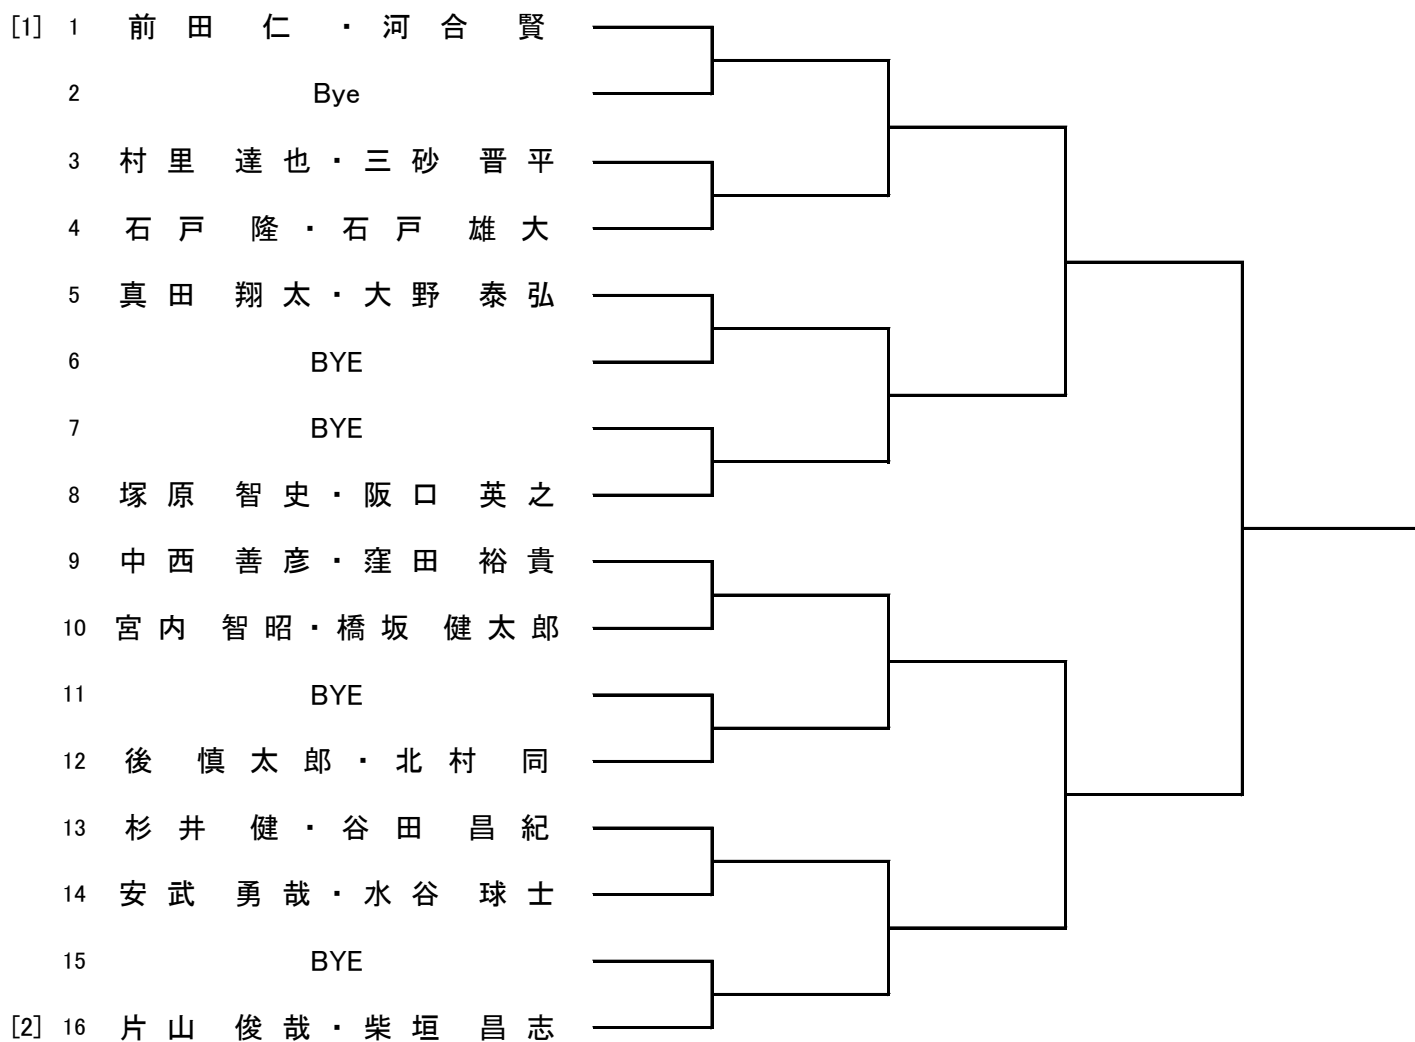 [1] 1 前田 仁・河合 賢
2 Bye
3 村里 達也・三砂 晋平
4 石戸 隆・石戸 雄大
5 真田 翔太・大野 泰弘
6 BYE
7 BYE
8 塚原 智史・阪口 英之
9 中西 善彦・窪田 裕貴
10 宮内 智昭・橋坂 健太郎
11 BYE
12 後 慎太郎・北村 同
13 杉井 健・谷田 昌紀
14 安武 勇哉・水谷 球士
15 BYE
[2] 16 片山 俊哉・柴垣 昌志